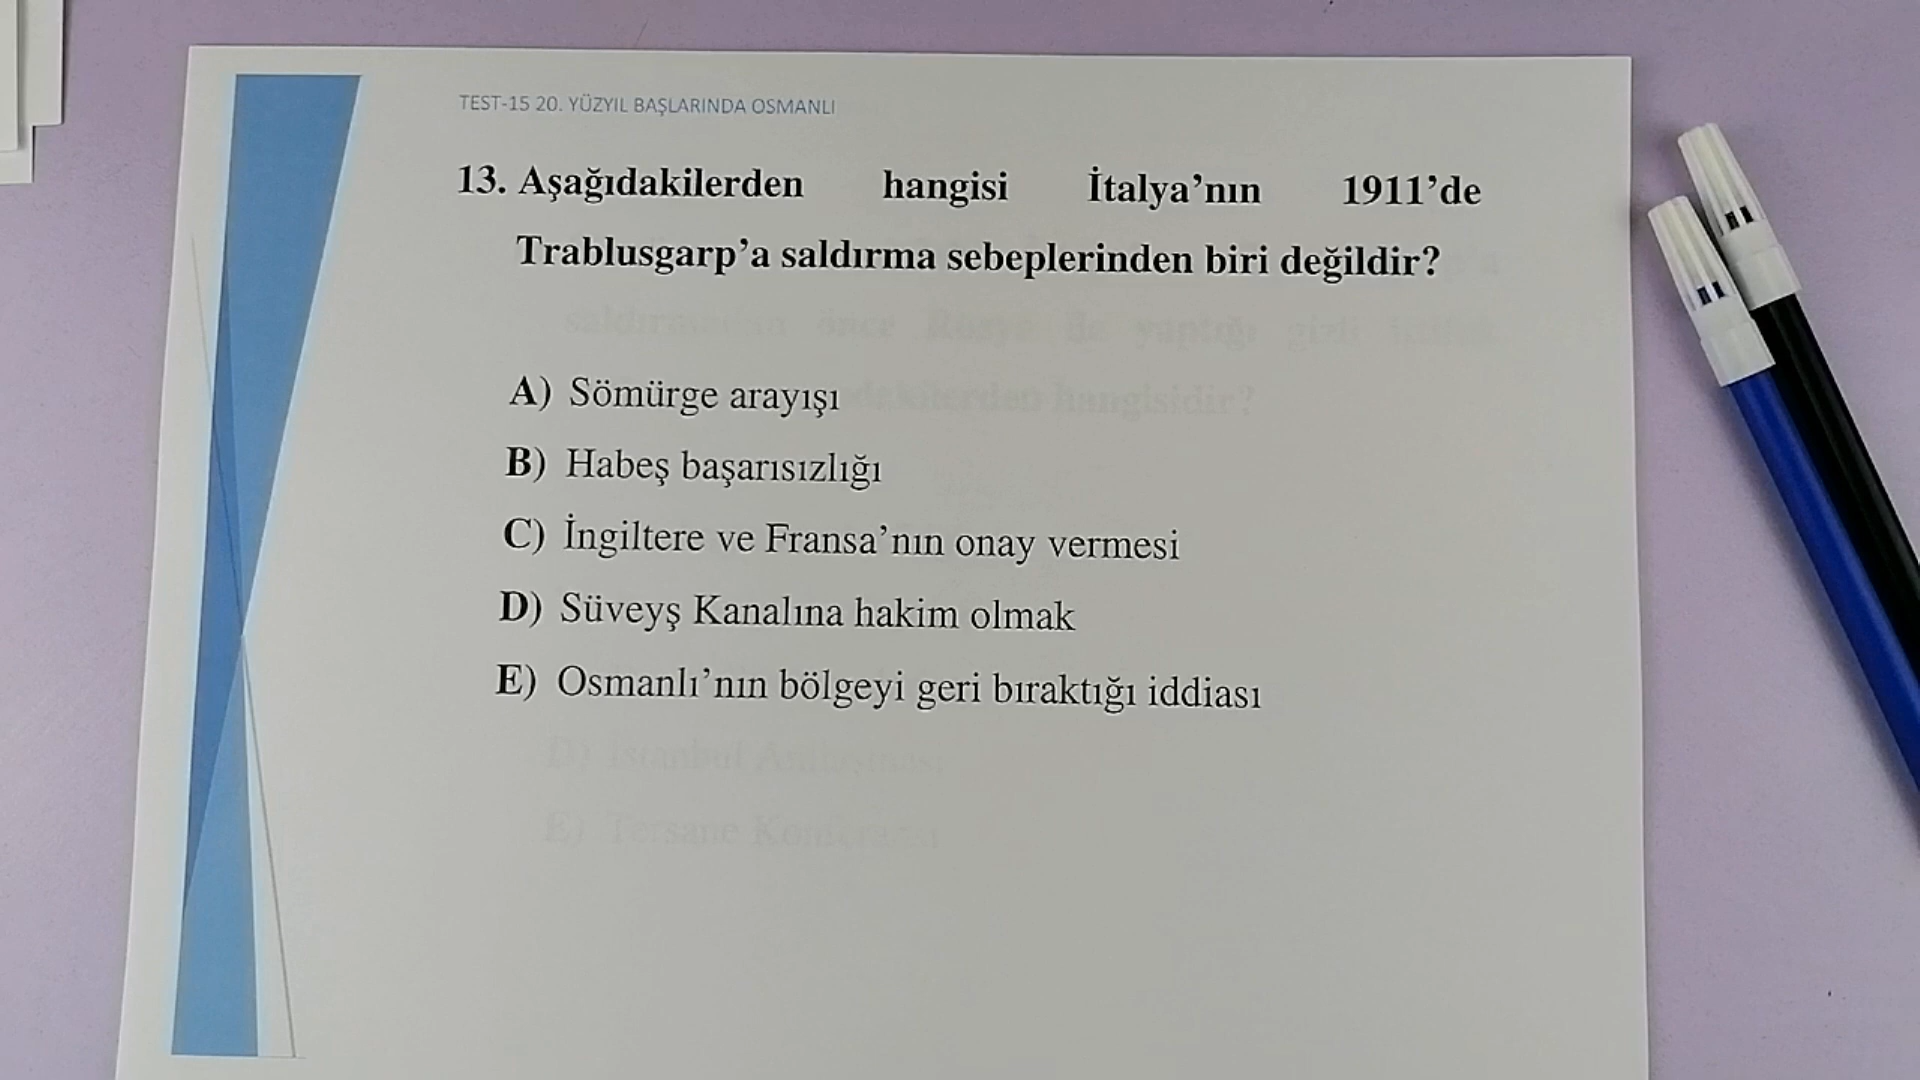 TEST-15 20. YÜZYIL BAŞLARINDA OSMANLI
13. Aşağıdakilerden hangisi İtalya’nın 1911’de
Trablusgarp’a saldırma sebeplerinden biri değildir?
A) Sömürge arayışı
B) Habeş başarısızlığı
C) İngiltere ve Fransa’nın onay vermesi
D) Süveyş Kanalına hakim olmak
E) Osmanlı’nın bölgeyi geri bıraktığı iddiası